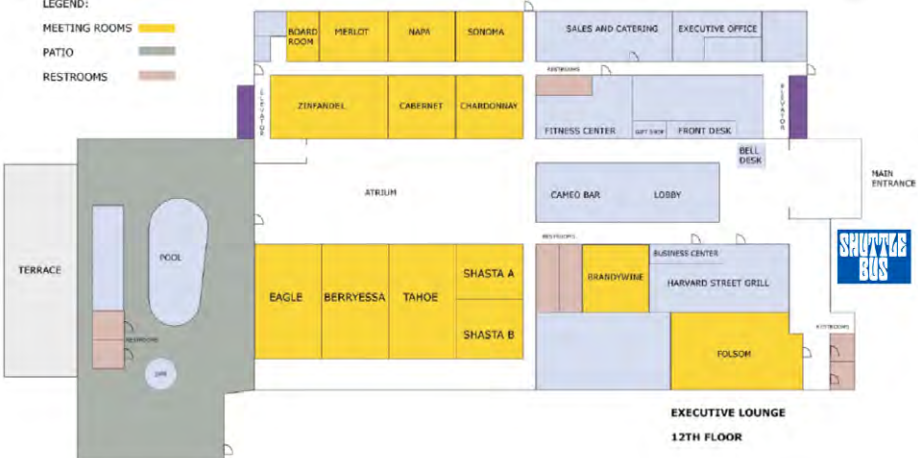 LEGEND:
MEETING ROOMS
PATIO
RESTROOMS
BOARD
ROOM
MERLOT
NAPA
SONOMA
SALES AND CATERING
EXECUTIVE OFFICE
RESTROOMS
ELEVATOR
ZINFANDEL
CABERNET
CHARDONNAY
FITNESS CENTER
GIFT SHOP
FRONT DESK
ELEVATOR
BELL
DESK
MAIN
ENTRANCE
ATRIUM
CAMEO BAR
LOBBY
SHUTTLE
BUS
TERRACE
POOL
RESTROOMS
SPA
EAGLE
BERRYESSA
TAHOE
SHASTA A
SHASTA B
RESTROOMS
BRANDYWINE
BUSINESS CENTER
HARVARD STREET GRILL
FOLSOM
RESTROOMS
EXECUTIVE LOUNGE
12TH FLOOR